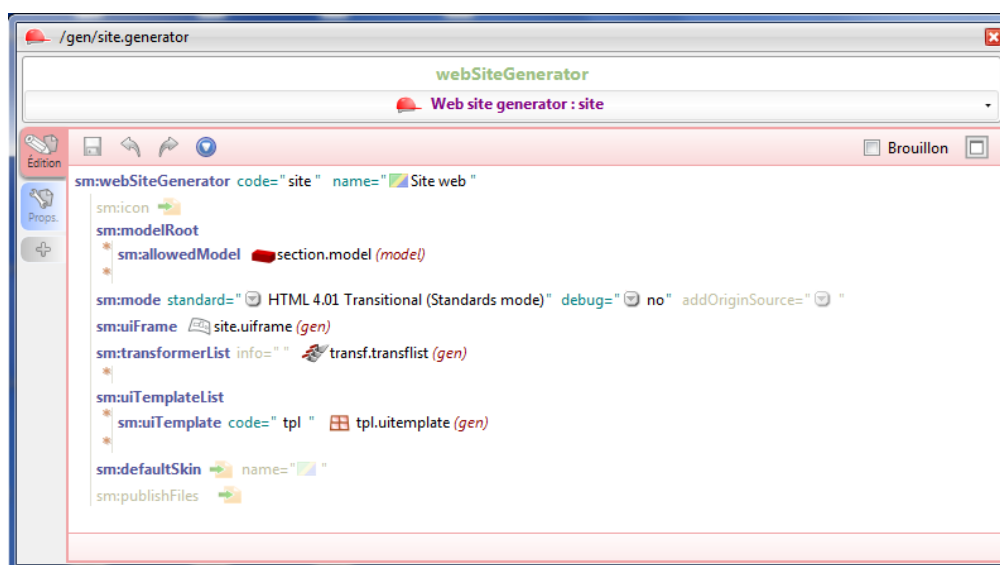 /gen/site.generator
webSiteGenerator
Web site generator : site
Édition
Brouillon
sm:webSiteGenerator code=" site " name=" Site web "
Props.
sm:icon
sm:modelRoot
* sm:allowedModel section.model (model)
*
sm:mode standard=" HTML 4.01 Transitional (Standards mode)" debug=" no" addOriginSource=" "
sm:uiFrame site.uiframe (gen)
sm:transformerList info=" " transf.transflist (gen)
*
sm:uiTemplateList
* sm:uiTemplate code=" tpl " tpl.uitemplate (gen)
*
sm:defaultSkin name=" "
sm:publishFiles